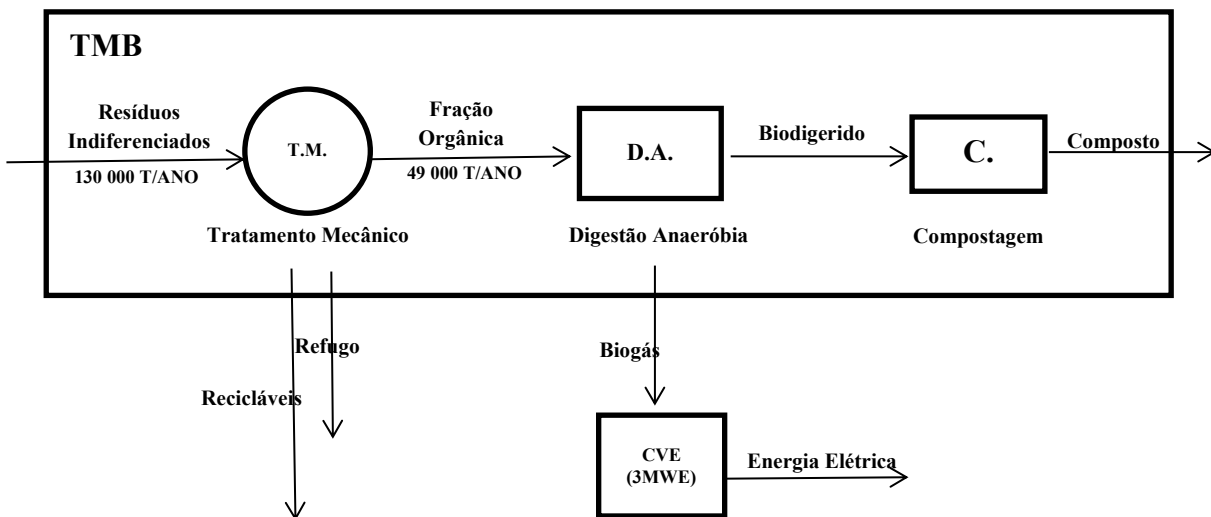 TMB
Resíduos
Indiferenciados
130 000 T/ANO
T.M.
Tratamento Mecânico
Fração
Orgânica
49 000 T/ANO
D.A.
Digestão Anaeróbia
Biodigerido
C.
Compostagem
Composto
Refugo
Recicláveis
Biogás
CVE
(3MWE)
Energia Elétrica